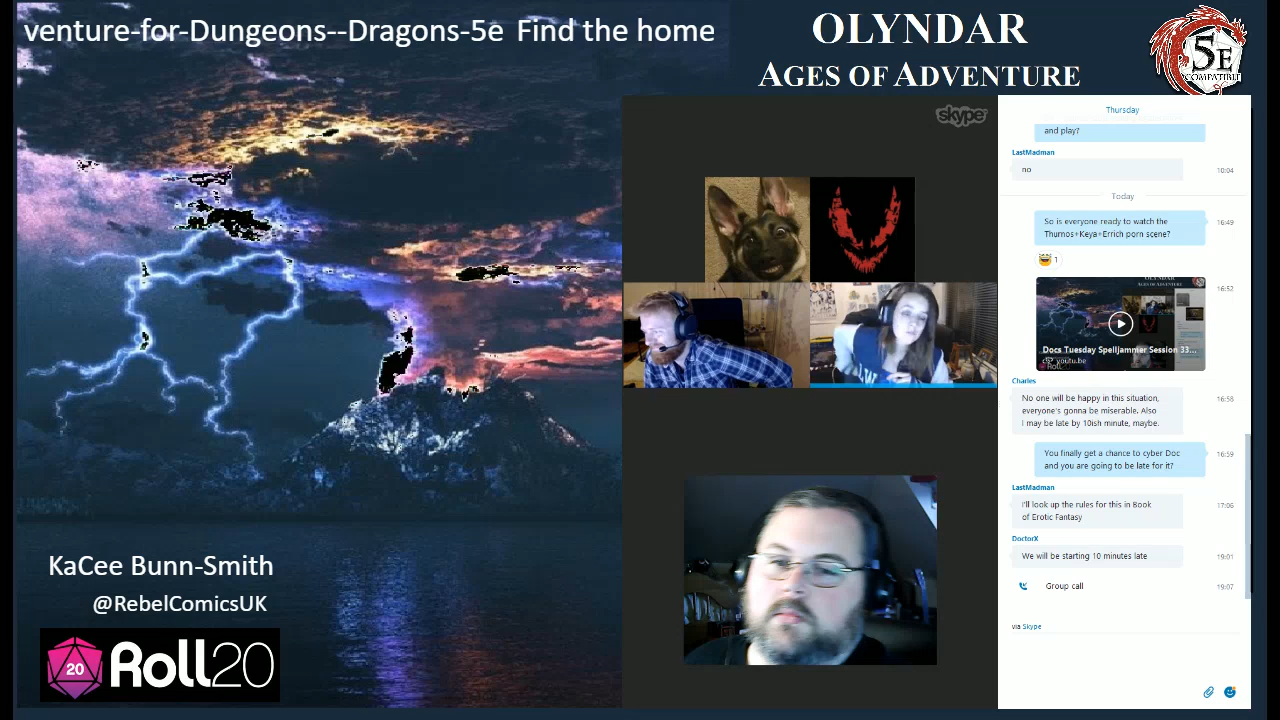 venture-for-Dungeons--Dragons-5e Find the home
OLYNDAR
AGES OF ADVENTURE
5E
COMPATIBLE
skype
Thursday
and play?
LastMadman
no
10:04
Today
So is everyone ready to watch the
Thurnos+Keya+Errich porn scene?
16:49
1
AGES OF ADVENTURE
16:52
Docs Tuesday Spelljammer Session 33...
youtu.be
Charles
No one will be happy in this situation,
everyone's gonna be miserable. Also
I may be late by 10ish minute, maybe.
16:58
You finally get a chance to cyber Doc
and you are going to be late for it?
16:59
LastMadman
I'll look up the rules for this in Book
of Erotic Fantasy
17:06
DoctorX
We will be starting 10 minutes late
19:01
Group call
19:07
via Skype
KaCee Bunn-Smith
@RebelComicsUK
20
Roll20